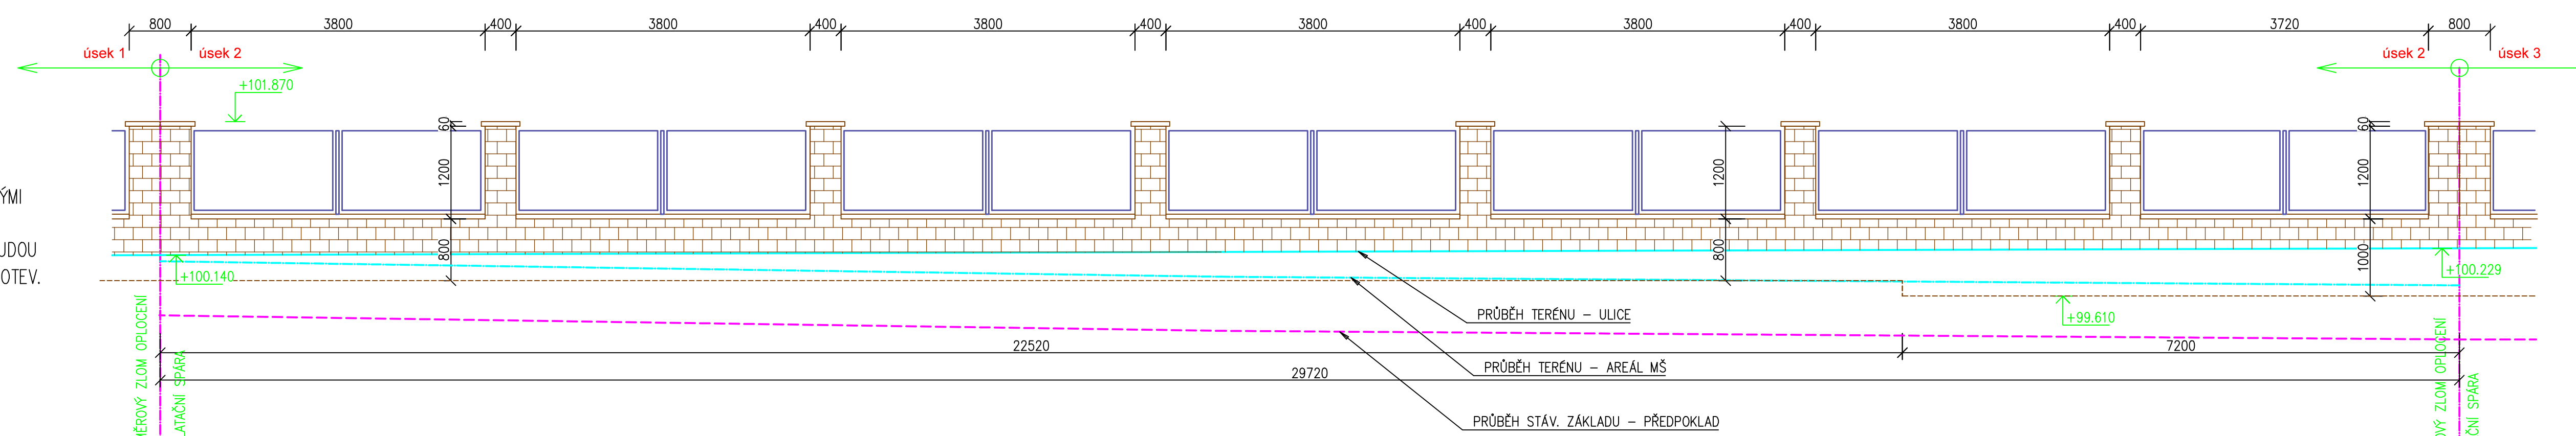 800 3800 400 3800 400 3800 400 3800 400 3800 400 3800 400 3720 800
úsek 1 úsek 2 úsek 2 úsek 3
+101.870
60 60
1200 1200 1200
ÝMI
UDOU
OTEV.
800 800 1000
+100.140 +100.229
+99.610
PRŮBĚH TERÉNU – ULICE
22520 7200
PRŮBĚH TERÉNU – AREÁL MŠ
29720
PRŮBĚH STÁV. ZÁKLADU – PŘEDPOKLAD
MĚROVÝ ZLOM OPLOCENÍ
LATAČNÍ SPÁRA
OVÝ ZLOM OPLOCENÍ
ČNÍ SPÁRA